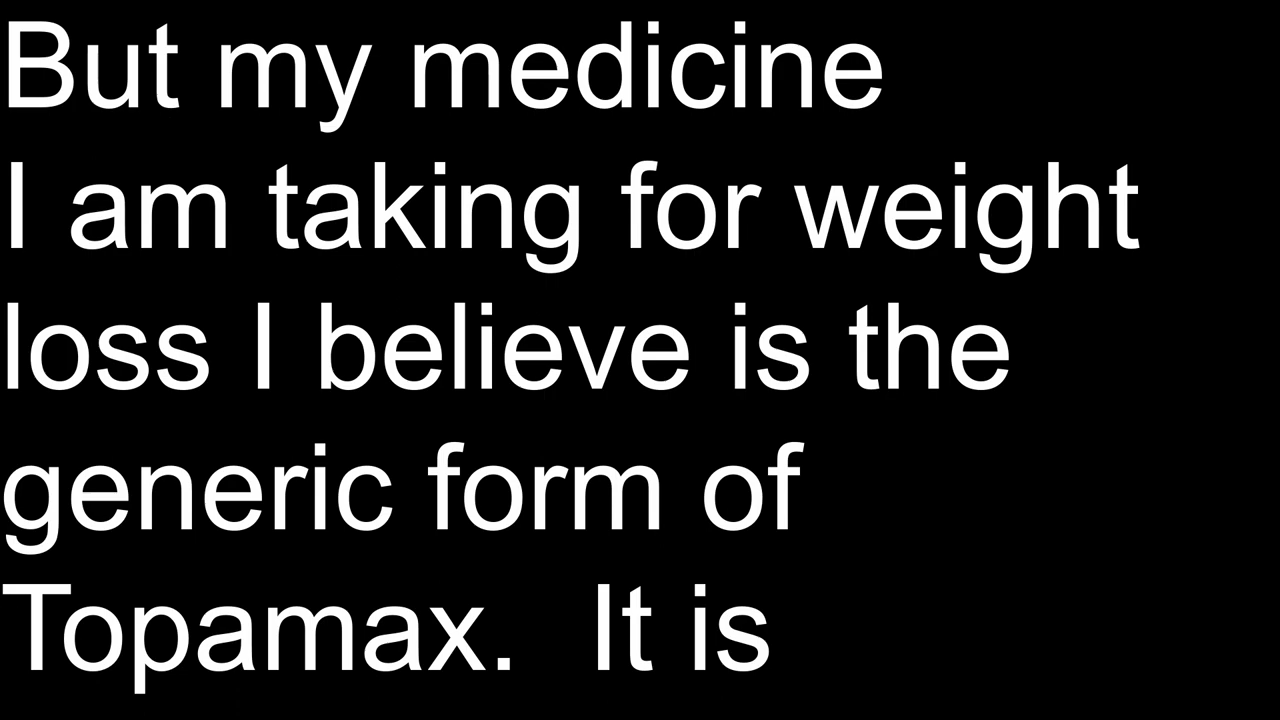 But my medicine
I am taking for weight
loss I believe is the
generic form of
Topamax.  It is